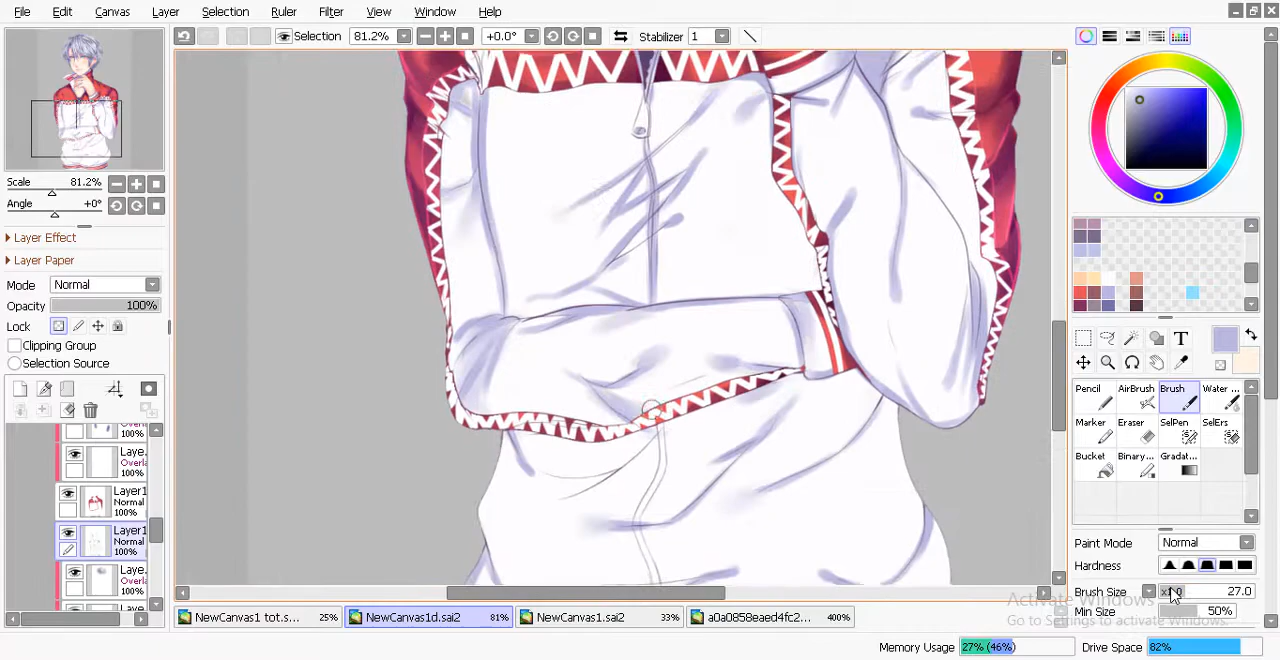 File Edit Canvas Layer Selection Ruler Filter View Window Help
Selection 81.2% +0.0° Stabilizer 1
Scale 81.2%
Angle +0°
Layer Effect
Layer Paper
Mode Normal
Opacity 100%
Lock
Clipping Group
Selection Source
100%
Laye..
Overla
100%
Layer1
Normal
100%
Layer1
Normal
100%
Laye..
Overla
100%
Pencil AirBrush Brush Water ...
Marker Eraser SelPen SelErs
Bucket Binary... Gradat...
Paint Mode Normal
Hardness
Brush Size 27.0
Min Size 50%
Activate Windows
Go to Settings to activate Windows.
NewCanvas1 tot.s... 25% NewCanvas1d.sai2 81% NewCanvas1.sai2 33% a0a0858eaed4fc2... 400%
Memory Usage 27% (46%) Drive Space 82%